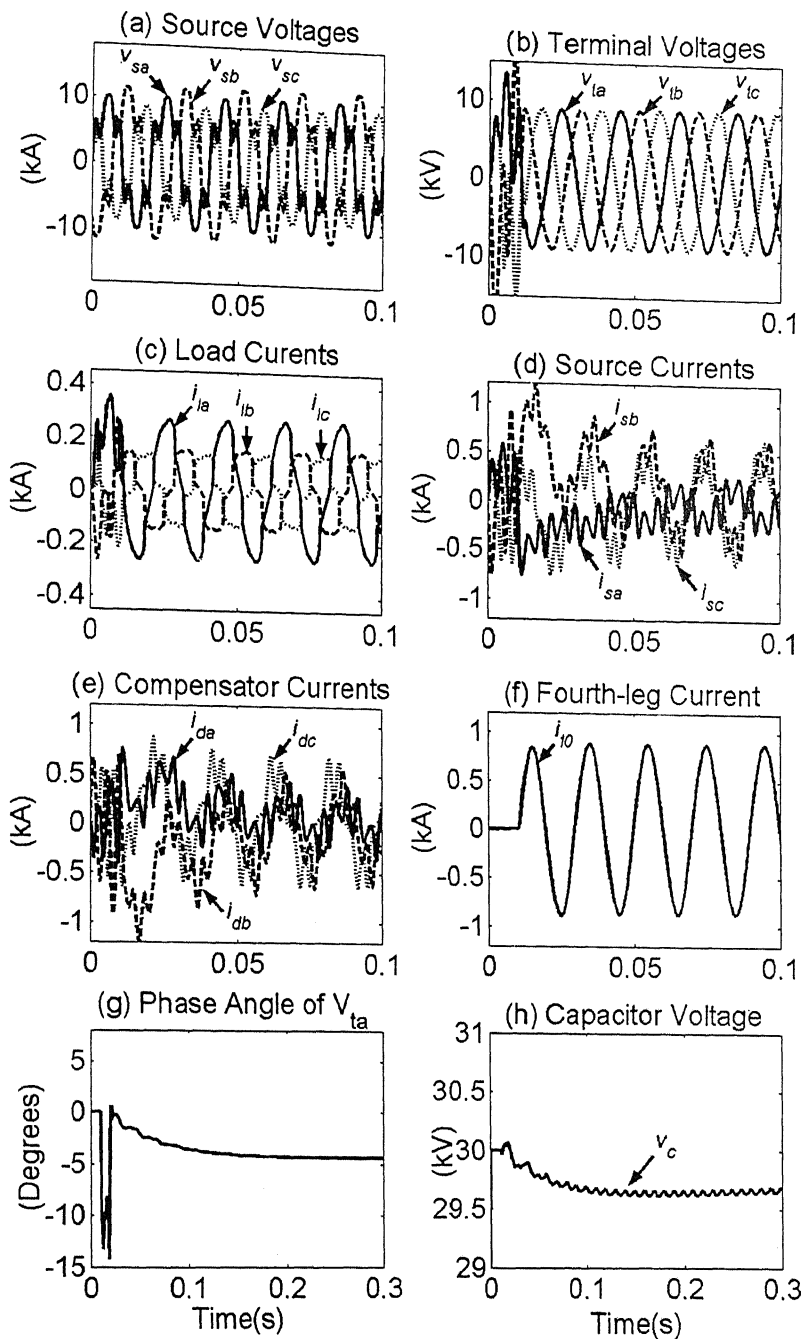 (a) Source Voltages
v_sa v_sb v_sc
10
0
-10
(kA)
0 0.05 0.1
(b) Terminal Voltages
v_ta v_tb v_tc
10
0
-10
(kV)
0 0.05 0.1
(c) Load Curents
i_la i_lb i_lc
0.4
0.2
0
-0.2
-0.4
(kA)
0 0.05 0.1
(d) Source Currents
i_sb
i_sa i_sc
1
0.5
0
-0.5
-1
(kA)
0 0.05 0.1
(e) Compensator Currents
i_da i_dc
i_db
1
0.5
0
-0.5
-1
(kA)
0 0.05 0.1
(f) Fourth-leg Current
i_f0
1
0.5
0
-0.5
-1
(kA)
0 0.05 0.1
(g) Phase Angle of V_ta
5
0
-5
-10
-15
(Degrees)
0 0.1 0.2 0.3
Time(s)
(h) Capacitor Voltage
v_c
31
30.5
30
29.5
29
(kV)
0 0.1 0.2 0.3
Time(s)